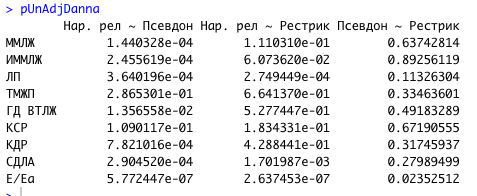 > pUnAdjDanna
Нар. рел ~ Псевдон Нар. рел ~ Рестрик Псевдон ~ Рестрик
ММЛЖ 1.440328e-04 1.110310e-01 0.63742814
ИММЛЖ 2.455619e-04 6.073620e-02 0.89256119
ЛП 3.640196e-04 2.749449e-04 0.11326304
ТМЖП 2.865301e-01 6.641370e-01 0.33463601
ГД ВТЛЖ 1.356558e-02 5.277447e-01 0.49183289
КСР 1.090117e-01 1.834331e-01 0.67190555
КДР 7.821016e-04 4.288441e-01 0.31745937
СДЛА 2.904520e-04 1.701987e-03 0.27989499
E/Ea 5.772447e-07 2.637453e-07 0.02352512
>